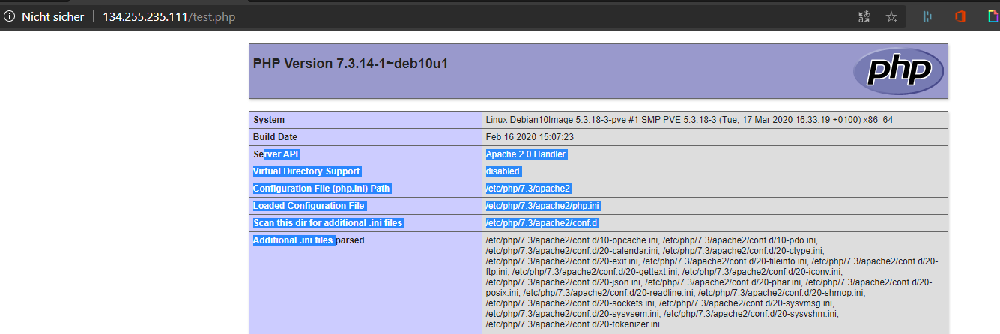 Nicht sicher 134.255.235.111/test.php
PHP Version 7.3.14-1~deb10u1
php
System Linux Debian10Image 5.3.18-3-pve #1 SMP PVE 5.3.18-3 (Tue, 17 Mar 2020 16:33:19 +0100) x86_64
Build Date Feb 16 2020 15:07:23
Server API Apache 2.0 Handler
Virtual Directory Support disabled
Configuration File (php.ini) Path /etc/php/7.3/apache2
Loaded Configuration File /etc/php/7.3/apache2/php.ini
Scan this dir for additional .ini files /etc/php/7.3/apache2/conf.d
Additional .ini files parsed /etc/php/7.3/apache2/conf.d/10-opcache.ini, /etc/php/7.3/apache2/conf.d/10-pdo.ini,
/etc/php/7.3/apache2/conf.d/20-calendar.ini, /etc/php/7.3/apache2/conf.d/20-ctype.ini,
/etc/php/7.3/apache2/conf.d/20-exif.ini, /etc/php/7.3/apache2/conf.d/20-fileinfo.ini, /etc/php/7.3/apache2/conf.d/20-
ftp.ini, /etc/php/7.3/apache2/conf.d/20-gettext.ini, /etc/php/7.3/apache2/conf.d/20-iconv.ini,
/etc/php/7.3/apache2/conf.d/20-json.ini, /etc/php/7.3/apache2/conf.d/20-phar.ini, /etc/php/7.3/apache2/conf.d/20-
posix.ini, /etc/php/7.3/apache2/conf.d/20-readline.ini, /etc/php/7.3/apache2/conf.d/20-shmop.ini,
/etc/php/7.3/apache2/conf.d/20-sockets.ini, /etc/php/7.3/apache2/conf.d/20-sysvmsg.ini,
/etc/php/7.3/apache2/conf.d/20-sysvsem.ini, /etc/php/7.3/apache2/conf.d/20-sysvshm.ini,
/etc/php/7.3/apache2/conf.d/20-tokenizer.ini